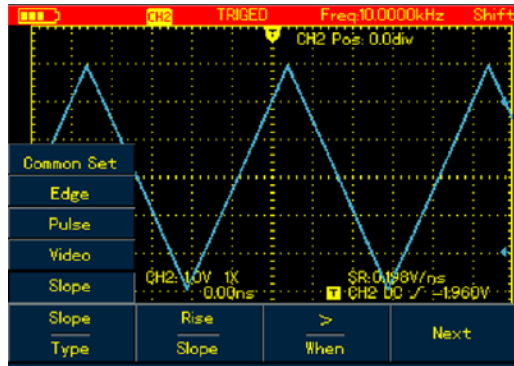 CH2 TRIGED Freq:10.0000kHz Shift
CH2 Pos: 0.0div
Common Set
Edge
Pulse
Video
Slope
CH2: 1.0V 1X SR:0.198V/ns
0.00ns T CH2 DC -1.960V
Slope Rise > Next
Type Slope When